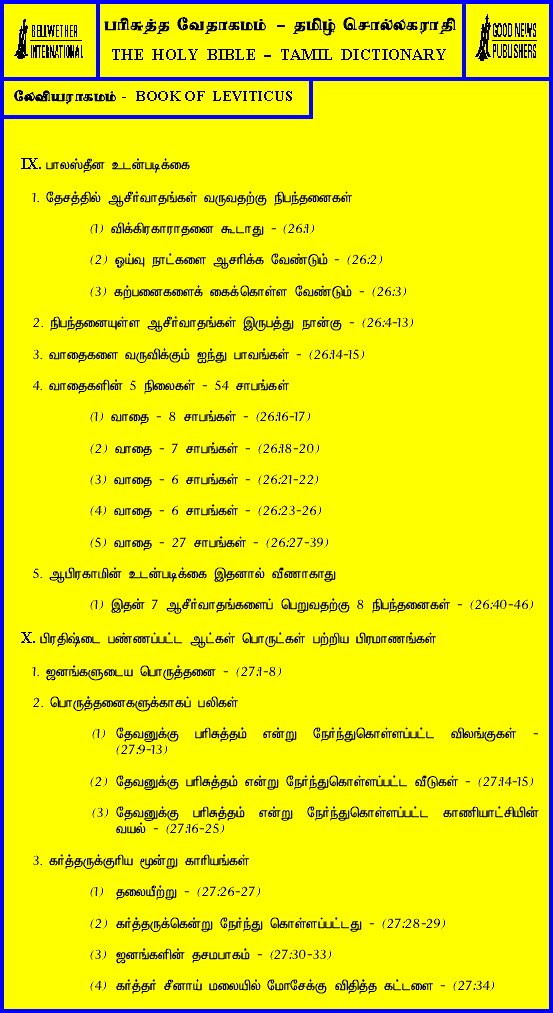 BELLWETHER
INTERNATIONAL
பரிசுத்த வேதாகமம் – தமிழ் சொல்லகராதி
THE HOLY BIBLE – TAMIL DICTIONARY
GOOD NEWS
PUBLISHERS
லேவியராகமம் - BOOK OF LEVITICUS
IX. பாலஸ்தீன உடன்படிக்கை
1. தேசத்தில் ஆசீர்வாதங்கள் வருவதற்கு நிபந்தனைகள்
(1) விக்கிரகாராதனை கூடாது - (26:1)
(2) ஓய்வு நாட்களை ஆசரிக்க வேண்டும் - (26:2)
(3) கற்பனைகளைக் கைக்கொள்ள வேண்டும் - (26:3)
2. நிபந்தனையுள்ள ஆசீர்வாதங்கள் இருபத்து நான்கு - (26:4-13)
3. வாதைகளை வருவிக்கும் ஐந்து பாவங்கள் - (26:14-15)
4. வாதைகளின் 5 நிலைகள் - 54 சாபங்கள்
(1) வாதை - 8 சாபங்கள் - (26:16-17)
(2) வாதை - 7 சாபங்கள் - (26:18-20)
(3) வாதை - 6 சாபங்கள் - (26:21-22)
(4) வாதை - 6 சாபங்கள் - (26:23-26)
(5) வாதை - 27 சாபங்கள் - (26:27-39)
5. ஆபிரகாமின் உடன்படிக்கை இதனால் வீணாகாது
(1) இதன் 7 ஆசீர்வாதங்களைப் பெறுவதற்கு 8 நிபந்தனைகள் - (26:40-46)
X. பிரதிஷ்டை பண்ணப்பட்ட ஆட்கள் பொருட்கள் பற்றிய பிரமாணங்கள்
1. ஜனங்களுடைய பொருத்தனை - (27:1-8)
2. பொருத்தனைகளுக்காகப் பலிகள்
(1) தேவனுக்கு பரிசுத்தம் என்று நேர்ந்துகொள்ளப்பட்ட விலங்குகள் -
(27:9-13)
(2) தேவனுக்கு பரிசுத்தம் என்று நேர்ந்துகொள்ளப்பட்ட வீடுகள் - (27:14-15)
(3) தேவனுக்கு பரிசுத்தம் என்று நேர்ந்துகொள்ளப்பட்ட காணியாட்சியின்
வயல் - (27:16-25)
3. கர்த்தருக்குரிய மூன்று காரியங்கள்
(1) தலையீற்று - (27:26-27)
(2) கர்த்தருக்கென்று நேர்ந்து கொள்ளப்பட்டது - (27:28-29)
(3) ஜனங்களின் தசமபாகம் - (27:30-33)
(4) கர்த்தர் சீனாய் மலையில் மோசேக்கு விதித்த கட்டளை - (27:34)